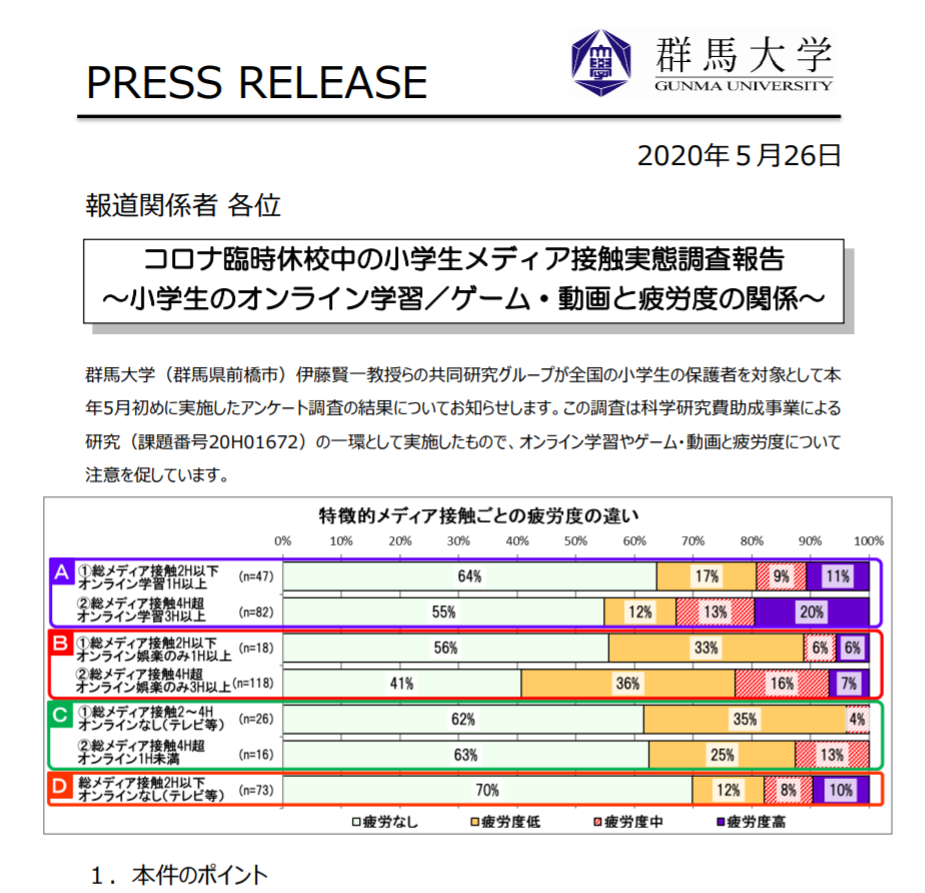 PRESS RELEASE
群馬大学
GUNMA UNIVERSITY
2020年5月26日
報道関係者 各位
コロナ臨時休校中の小学生メディア接触実態調査報告
～小学生のオンライン学習／ゲーム・動画と疲労度の関係～
群馬大学（群馬県前橋市）伊藤賢一教授らの共同研究グループが全国の小学生の保護者を対象として本
年5月初めに実施したアンケート調査の結果についてお知らせします。この調査は科学研究費助成事業による
研究（課題番号20H01672）の一環として実施したもので、オンライン学習やゲーム・動画と疲労度について
注意を促しています。
特徴的メディア接触ごとの疲労度の違い
0% 10% 20% 30% 40% 50% 60% 70% 80% 90% 100%
A ①総メディア接触2H以下
オンライン学習1H以上 (n=47) 64% 17% 9% 11%
②総メディア接触4H超
オンライン学習3H以上 (n=82) 55% 12% 13% 20%
B ①総メディア接触2H以下
オンライン娯楽のみ1H以上 (n=18) 56% 33% 6% 6%
②総メディア接触4H超
オンライン娯楽のみ3H以上 (n=118) 41% 36% 16% 7%
C ①総メディア接触2～4H
オンラインなし(テレビ等) (n=26) 62% 35% 4%
②総メディア接触4H超
オンライン1H未満 (n=16) 63% 25% 13%
D 総メディア接触2H以下
オンラインなし(テレビ等) (n=73) 70% 12% 8% 10%
疲労なし 疲労度低 疲労度中 疲労度高
1．本件のポイント